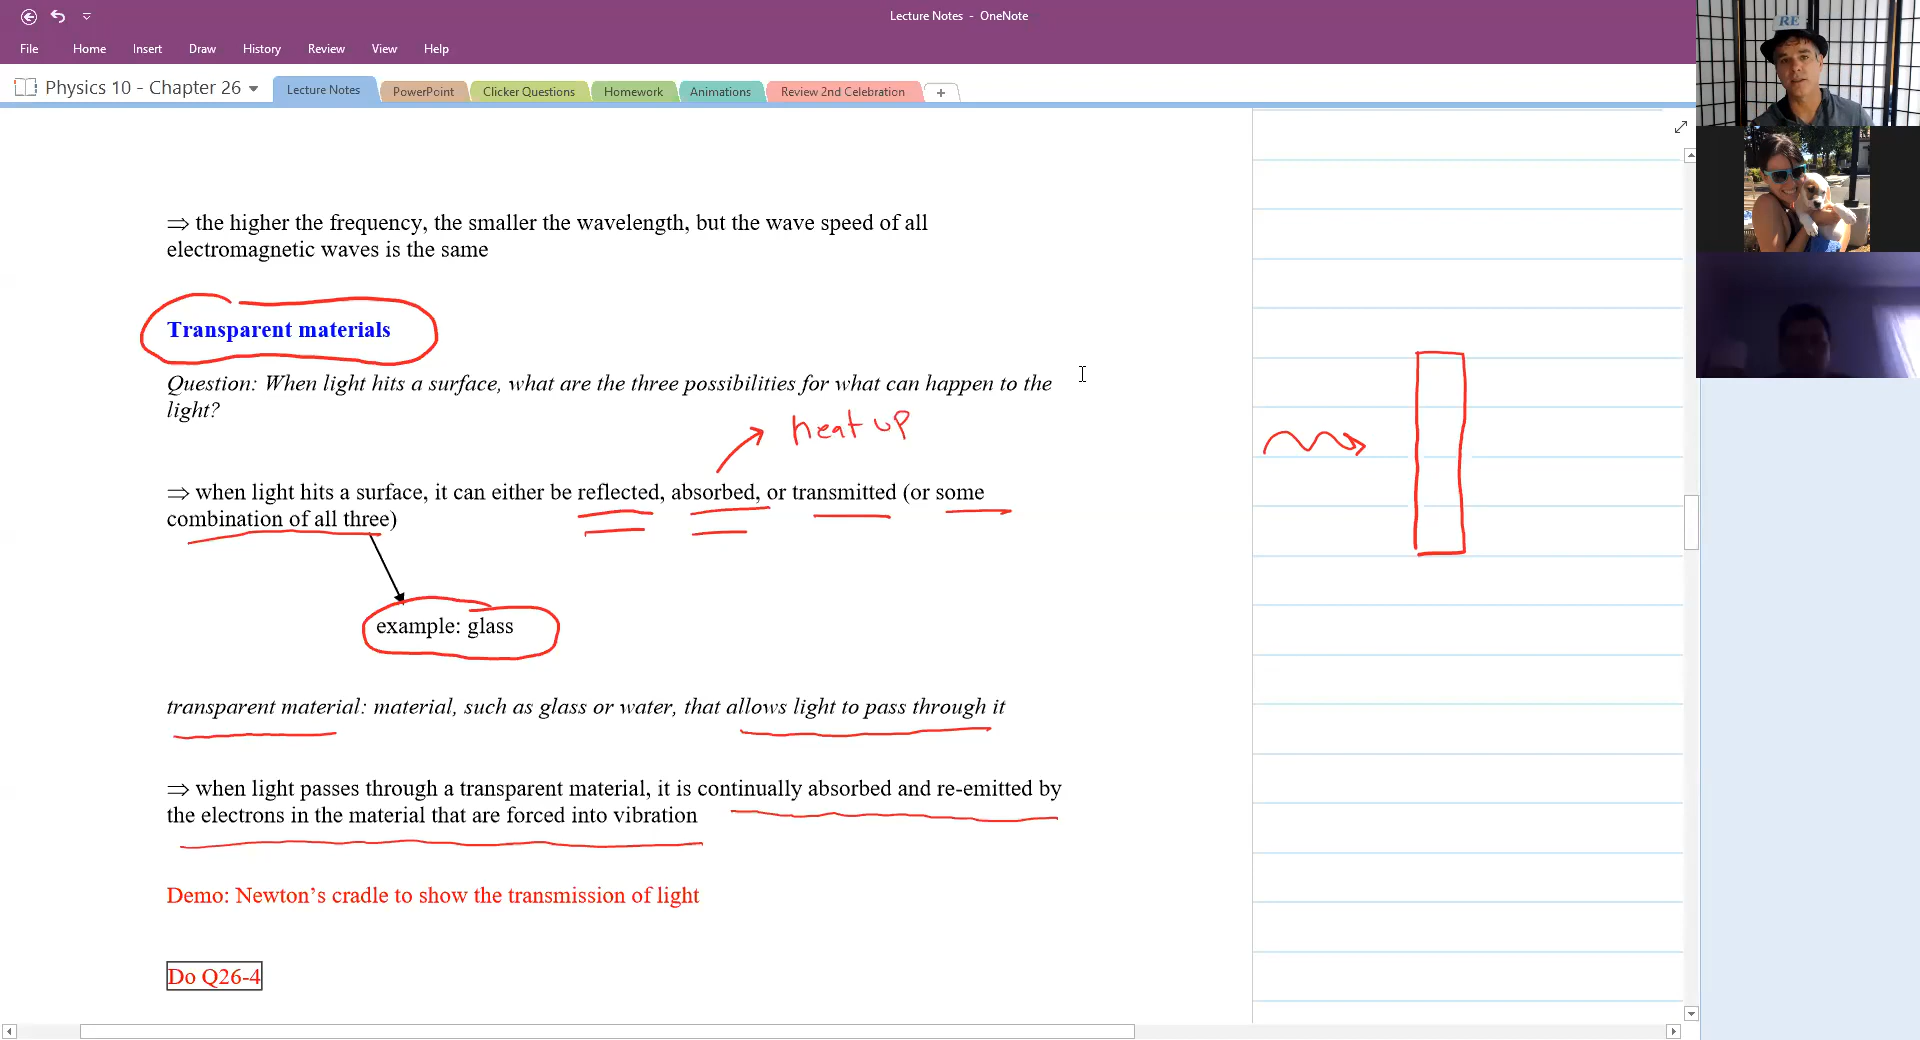 Lecture Notes - OneNote
File Home Insert Draw History Review View Help
Physics 10 - Chapter 26 Lecture Notes PowerPoint Clicker Questions Homework Animations Review 2nd Celebration +
RE
⇒ the higher the frequency, the smaller the wavelength, but the wave speed of all
electromagnetic waves is the same
Transparent materials
Question: When light hits a surface, what are the three possibilities for what can happen to the
light?
heat up
⇒ when light hits a surface, it can either be reflected, absorbed, or transmitted (or some
combination of all three)
example: glass
transparent material: material, such as glass or water, that allows light to pass through it
⇒ when light passes through a transparent material, it is continually absorbed and re-emitted by
the electrons in the material that are forced into vibration
Demo: Newton’s cradle to show the transmission of light
Do Q26-4